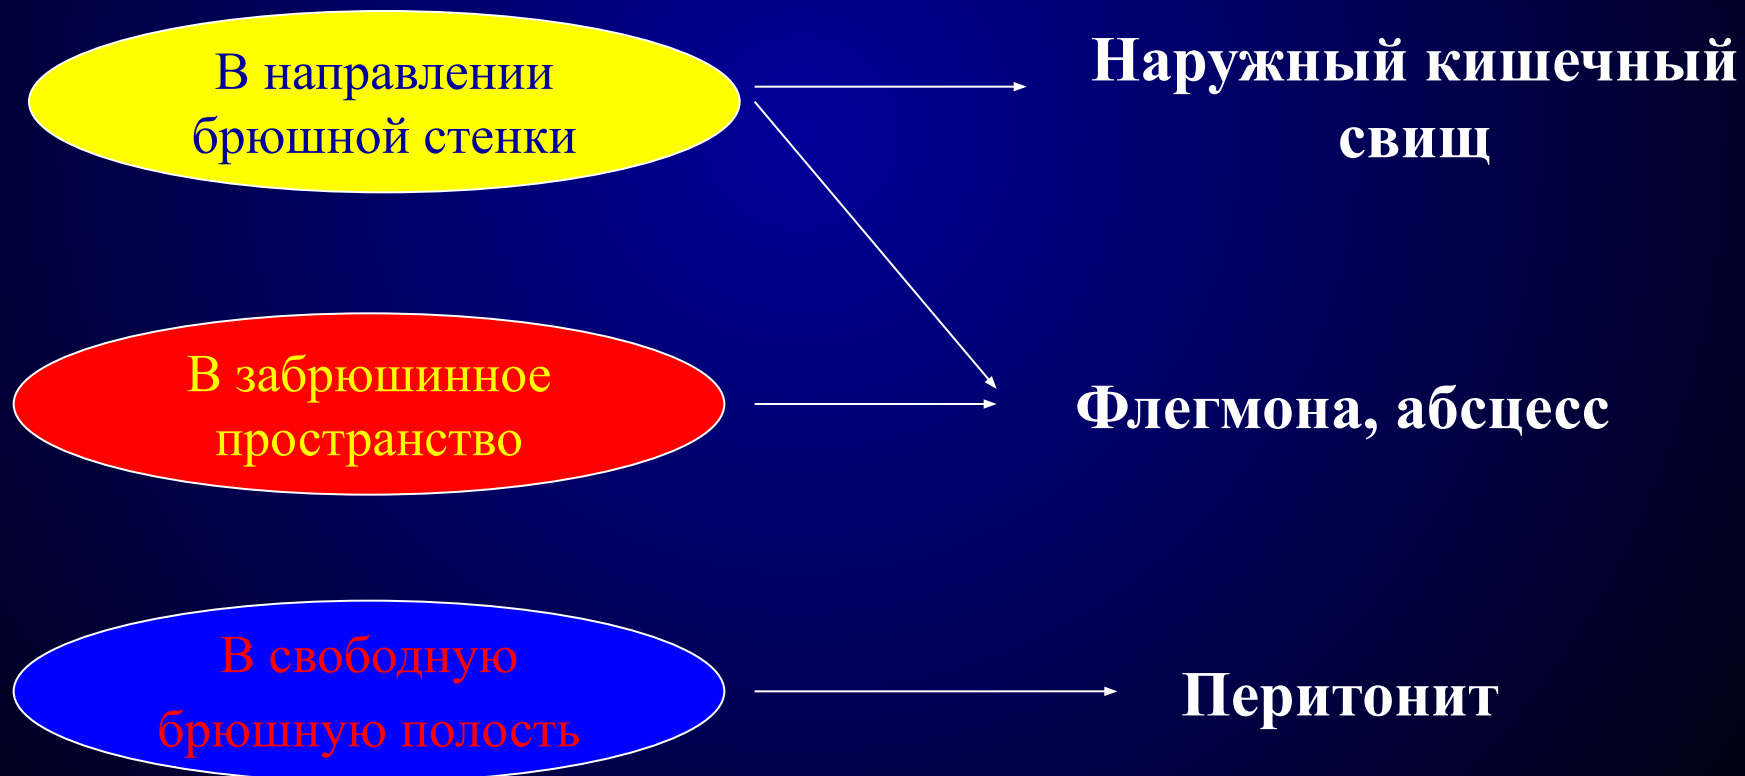 В направлении
брюшной стенки
Наружный кишечный
свищ
В забрюшинное
пространство
Флегмона, абсцесс
В свободную
брюшную полость
Перитонит